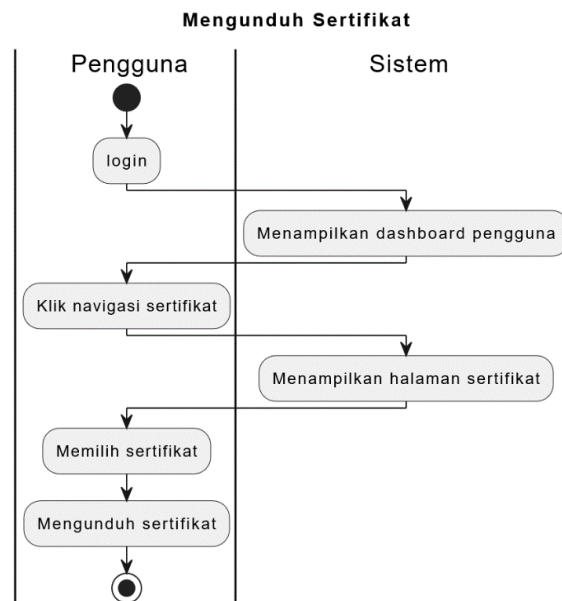 Mengunduh Sertifikat
Pengguna
Sistem
login
Menampilkan dashboard pengguna
Klik navigasi sertifikat
Menampilkan halaman sertifikat
Memilih sertifikat
Mengunduh sertifikat